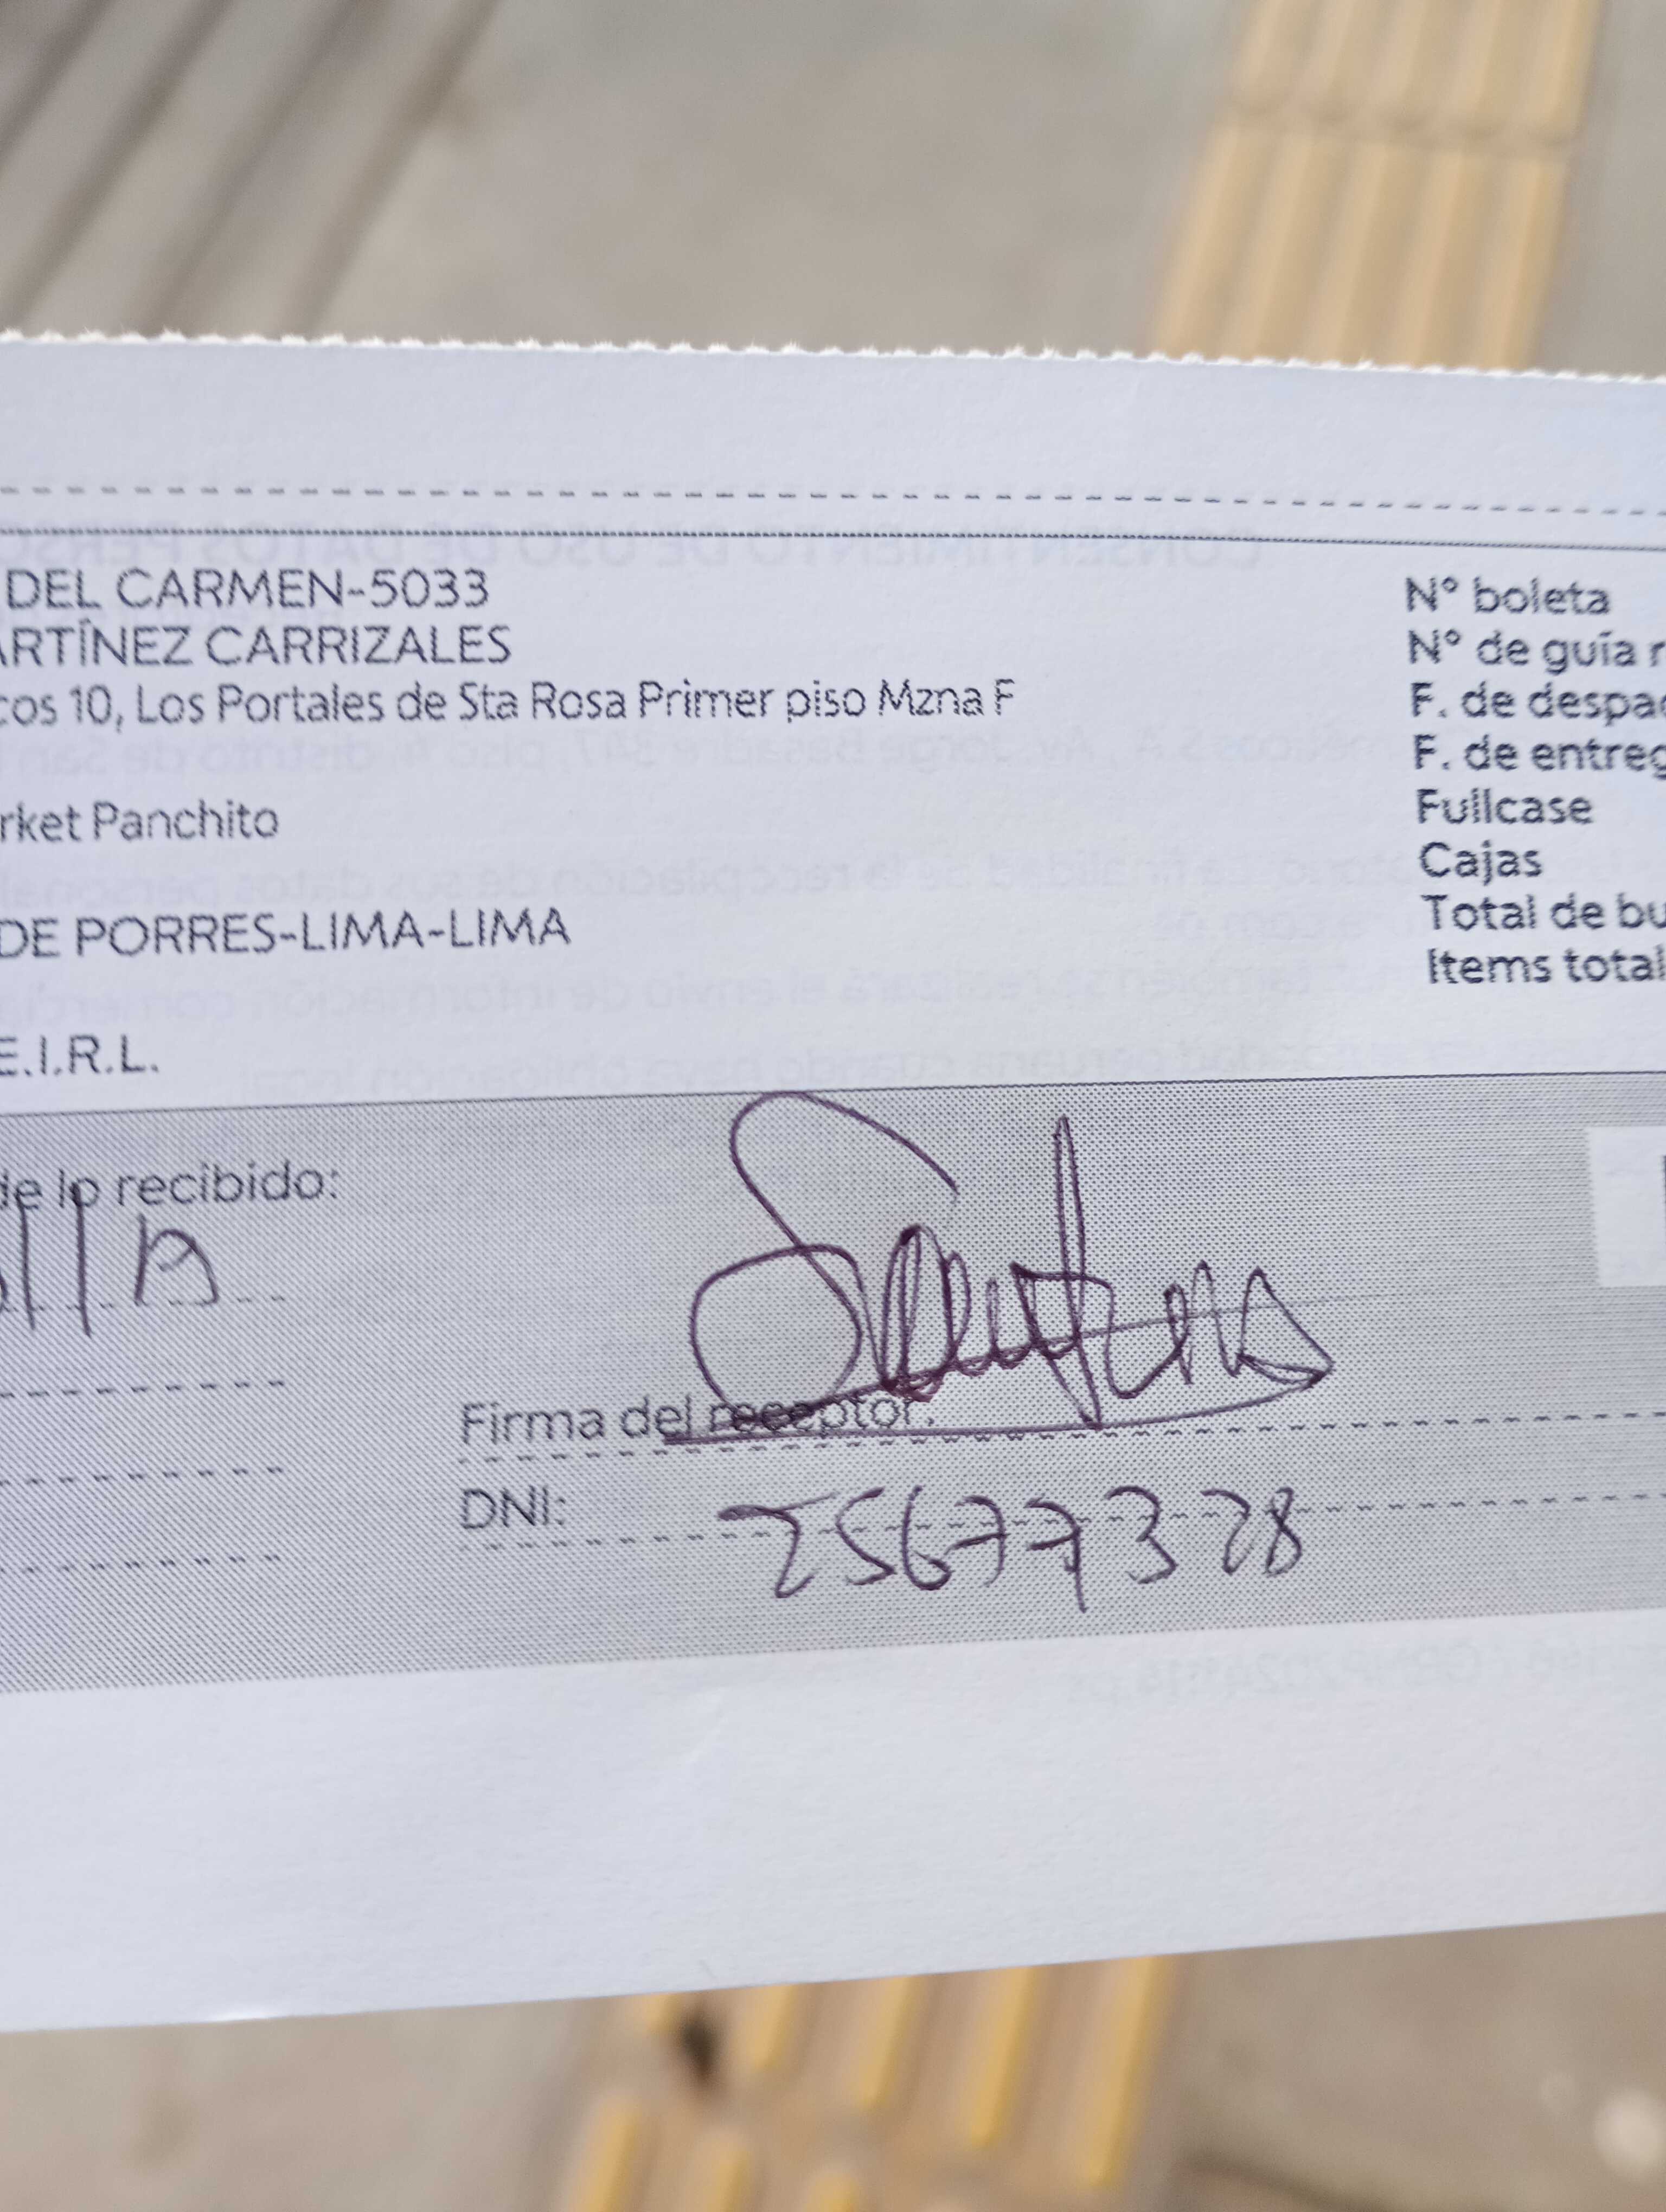 DEL CARMEN-5033
ARTÍNEZ CARRIZALES
cos 10, Los Portales de Sta Rosa Primer piso Mzna F
rket Panchito
DE PORRES-LIMA-LIMA
E.I.R.L.
N° boleta
N° de guía r
F. de despac
F. de entreg
Fullcase
Cajas
Total de bu
Items total
de lo recibido:
Firma del receptor:
DNI: 25677328